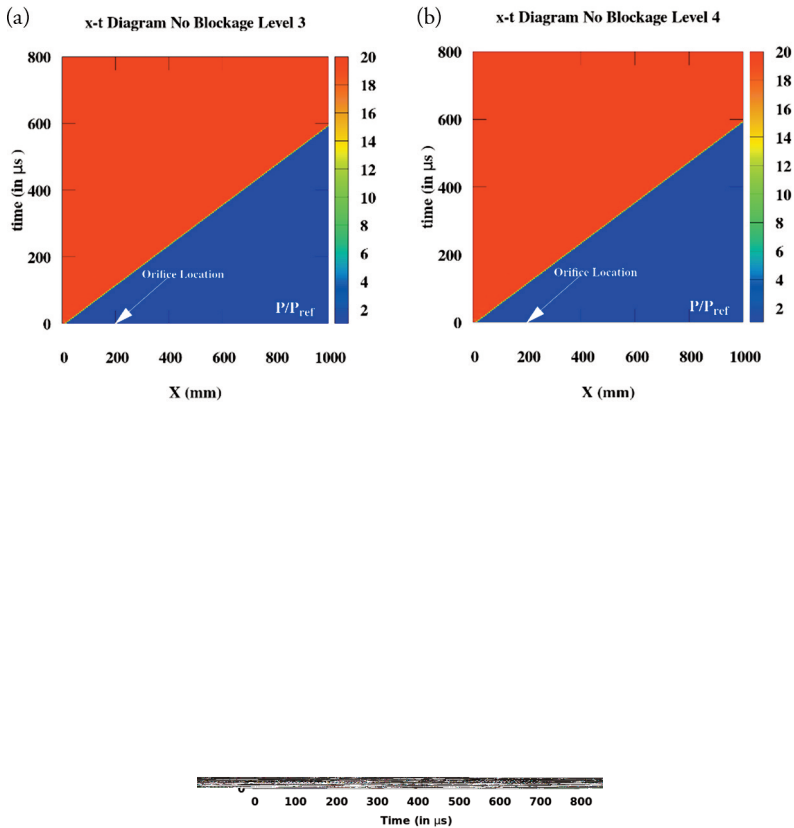 (a)
x-t Diagram No Blockage Level 3
800
600
400
200
0
time (in μs )
0 200 400 600 800 1000
X (mm)
Orifice Location
P/Pref
20
18
16
14
12
10
8
6
4
2
(b)
x-t Diagram No Blockage Level 4
800
600
400
200
0
time (in μs )
0 200 400 600 800 1000
X (mm)
Orifice Location
P/Pref
20
18
16
14
12
10
8
6
4
2
0 100 200 300 400 500 600 700 800
Time (in μs)